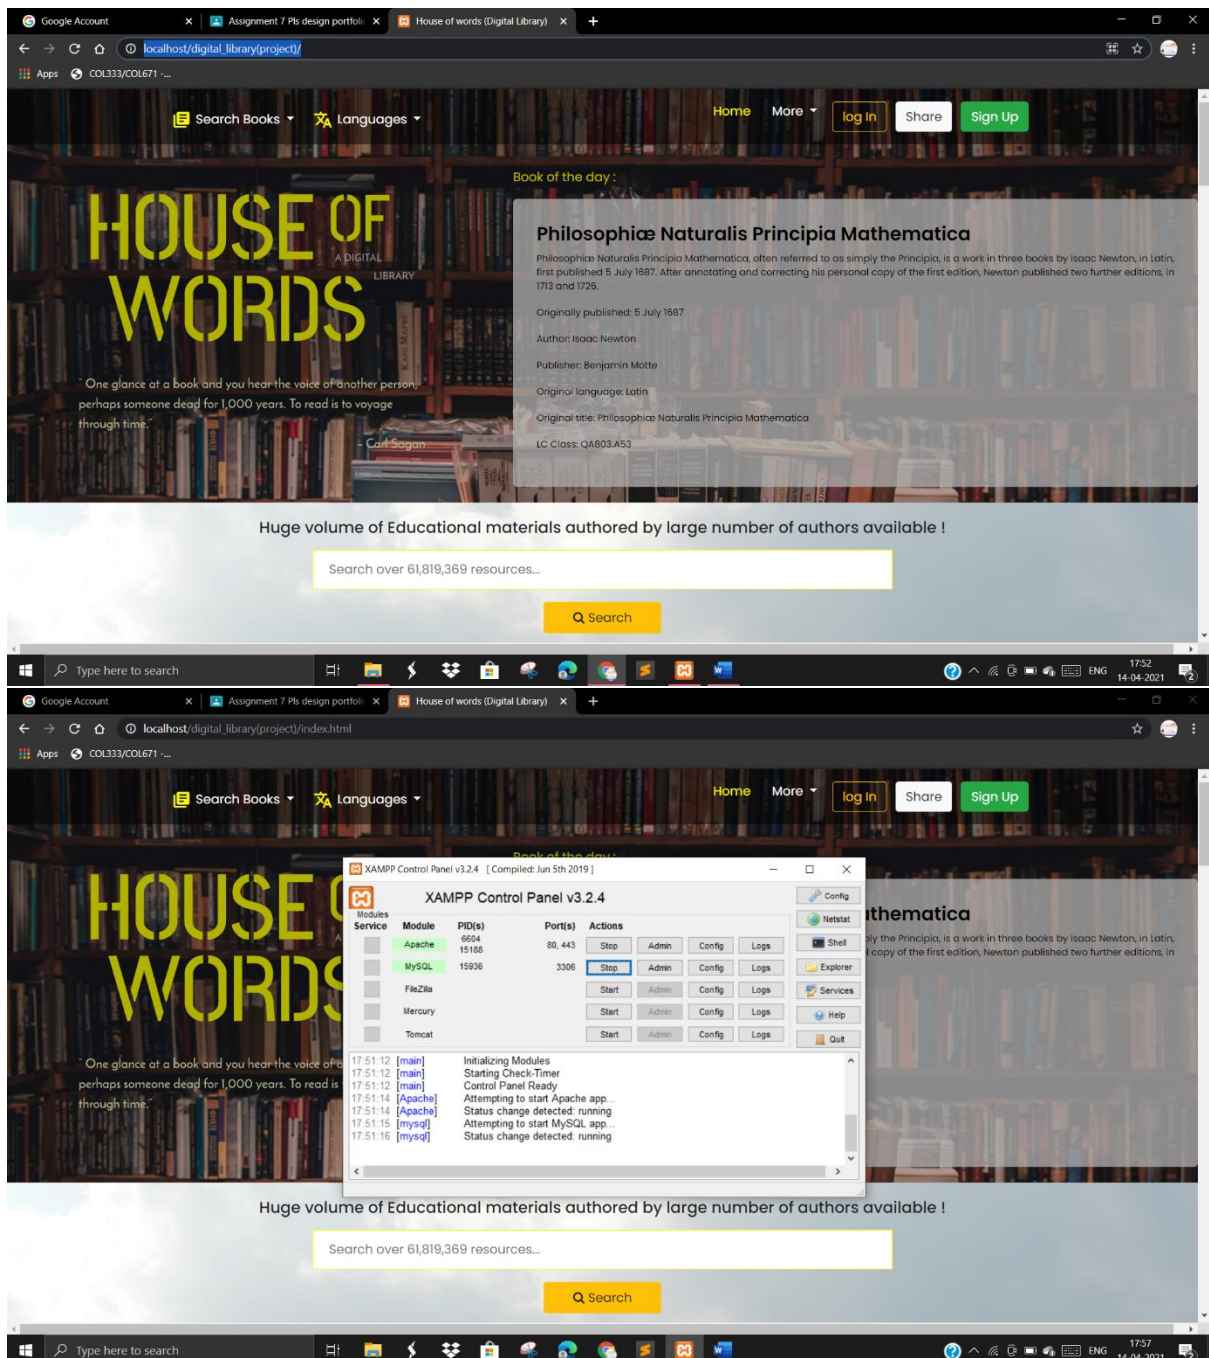 Google Account
Assignment 7 Pls design portfoli
House of words (Digital Library)
localhost/digital_library(project)/
Apps
COL333/COL671 -...
Search Books
Languages
Home
More
log In
Share
Sign Up
HOUSE OF
A DIGITAL
LIBRARY
WORDS
" One glance at a book and you hear the voice of another person,
perhaps someone dead for 1,000 years. To read is to voyage
through time."
- Carl Sagan
Book of the day :
Philosophiæ Naturalis Principia Mathematica
Philosophiæ Naturalis Principia Mathematica, often referred to as simply the Principia, is a work in three books by Isaac Newton, in Latin,
first published 5 July 1687. After annotating and correcting his personal copy of the first edition, Newton published two further editions, in
1713 and 1726.
Originally published: 5 July 1687
Author: Isaac Newton
Publisher: Benjamin Motte
Original language: Latin
Original title: Philosophiæ Naturalis Principia Mathematica
LC Class: QA803.A53
Huge volume of Educational materials authored by large number of authors available !
Search over 61,819,369 resources...
Search
Type here to search
ENG
17:52
14-04-2021
2
Google Account
Assignment 7 Pls design portfoli
House of words (Digital Library)
localhost/digital_library(project)/index.html
Apps
COL333/COL671 -...
Search Books
Languages
Home
More
log In
Share
Sign Up
HOUSE
WORDS
" One glance at a book and you hear the voice of
perhaps someone dead for 1,000 years. To read is
through time."
Book of the day :
thematica
ply the Principia, is a work in three books by Isaac Newton, in Latin,
l copy of the first edition, Newton published two further editions, in
XAMPP Control Panel v3.2.4 [ Compiled: Jun 5th 2019 ]
XAMPP Control Panel v3.2.4
Modules
Service Module PID(s) Port(s) Actions
Apache 6604 15188 80, 443 Stop Admin Config Logs
MySQL 15936 3306 Stop Admin Config Logs
FileZilla Start Admin Config Logs
Mercury Start Admin Config Logs
Tomcat Start Admin Config Logs
Config
Netstat
Shell
Explorer
Services
Help
Quit
17:51:12 [main] Initializing Modules
17:51:12 [main] Starting Check-Timer
17:51:12 [main] Control Panel Ready
17:51:14 [Apache] Attempting to start Apache app...
17:51:14 [Apache] Status change detected: running
17:51:15 [mysql] Attempting to start MySQL app...
17:51:16 [mysql] Status change detected: running
Huge volume of Educational materials authored by large number of authors available !
Search over 61,819,369 resources...
Search
Type here to search
ENG
17:57
14-04-2021
2